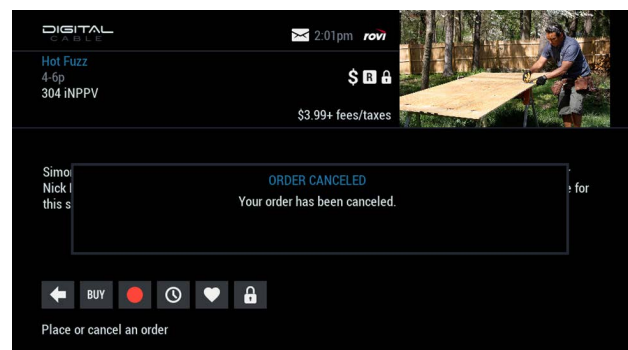 DIGITAL
CABLE
2:01pm rovi
Hot Fuzz
4-6p
304 iNPPV
$ R
$3.99+ fees/taxes
ORDER CANCELED
Your order has been canceled.
Nick
for
this s
BUY
Place or cancel an order